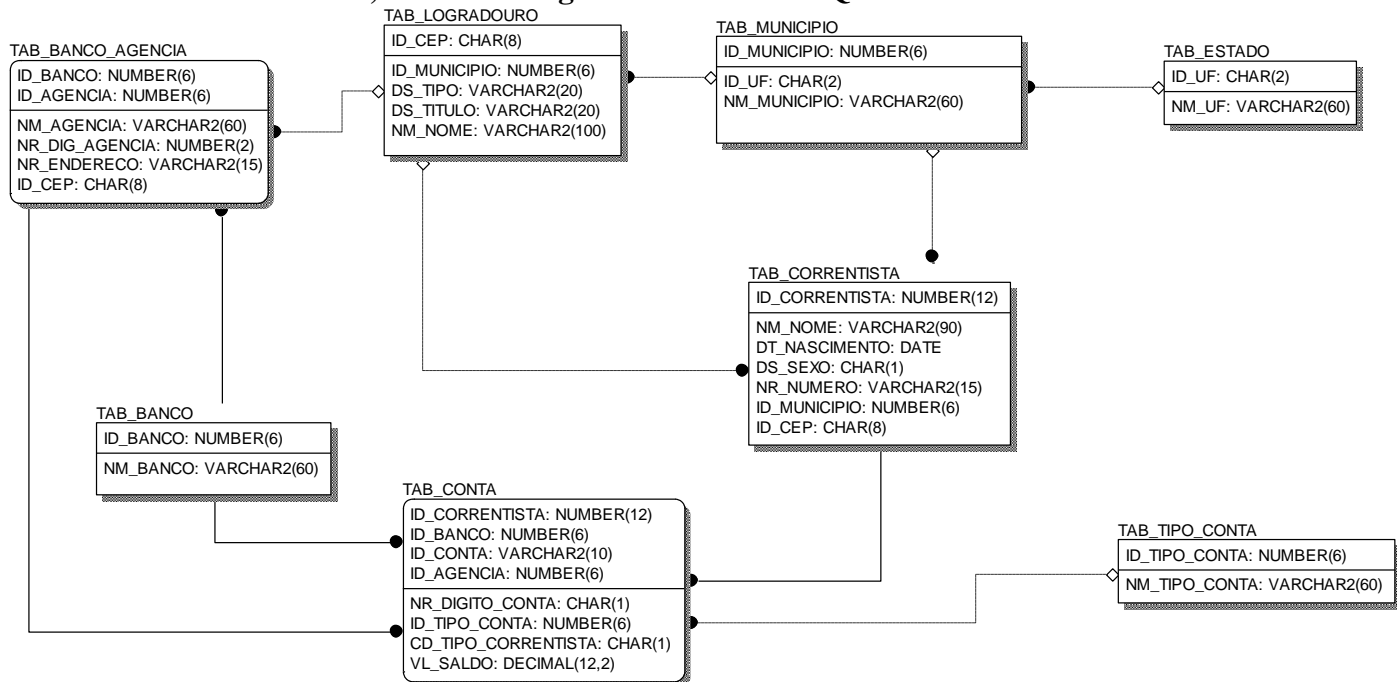 TAB_LOGRADOURO
ID_CEP: CHAR(8)
ID_MUNICIPIO: NUMBER(6)
DS_TIPO: VARCHAR2(20)
DS_TITULO: VARCHAR2(20)
NM_NOME: VARCHAR2(100)
TAB_MUNICIPIO
ID_MUNICIPIO: NUMBER(6)
ID_UF: CHAR(2)
NM_MUNICIPIO: VARCHAR2(60)
TAB_ESTADO
ID_UF: CHAR(2)
NM_UF: VARCHAR2(60)
TAB_BANCO_AGENCIA
ID_BANCO: NUMBER(6)
ID_AGENCIA: NUMBER(6)
NM_AGENCIA: VARCHAR2(60)
NR_DIG_AGENCIA: NUMBER(2)
NR_ENDERECO: VARCHAR2(15)
ID_CEP: CHAR(8)
TAB_CORRENTISTA
ID_CORRENTISTA: NUMBER(12)
NM_NOME: VARCHAR2(90)
DT_NASCIMENTO: DATE
DS_SEXO: CHAR(1)
NR_NUMERO: VARCHAR2(15)
ID_MUNICIPIO: NUMBER(6)
ID_CEP: CHAR(8)
TAB_BANCO
ID_BANCO: NUMBER(6)
NM_BANCO: VARCHAR2(60)
TAB_CONTA
ID_CORRENTISTA: NUMBER(12)
ID_BANCO: NUMBER(6)
ID_CONTA: VARCHAR2(10)
ID_AGENCIA: NUMBER(6)
NR_DIGITO_CONTA: CHAR(1)
ID_TIPO_CONTA: NUMBER(6)
CD_TIPO_CORRENTISTA: CHAR(1)
VL_SALDO: DECIMAL(12,2)
TAB_TIPO_CONTA
ID_TIPO_CONTA: NUMBER(6)
NM_TIPO_CONTA: VARCHAR2(60)